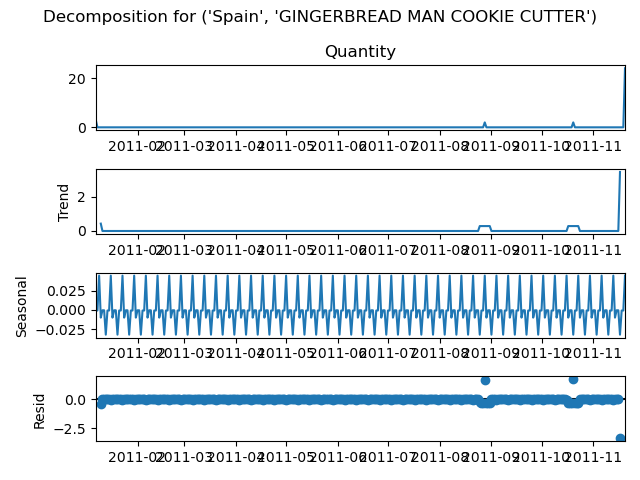 Decomposition for ('Spain', 'GINGERBREAD MAN COOKIE CUTTER')
Quantity
20
0
2011-02 2011-03 2011-04 2011-05 2011-06 2011-07 2011-08 2011-09 2011-10 2011-11
Trend
2
0
2011-02 2011-03 2011-04 2011-05 2011-06 2011-07 2011-08 2011-09 2011-10 2011-11
Seasonal
0.025
0.000
−0.025
2011-02 2011-03 2011-04 2011-05 2011-06 2011-07 2011-08 2011-09 2011-10 2011-11
Resid
0.0
−2.5
2011-02 2011-03 2011-04 2011-05 2011-06 2011-07 2011-08 2011-09 2011-10 2011-11